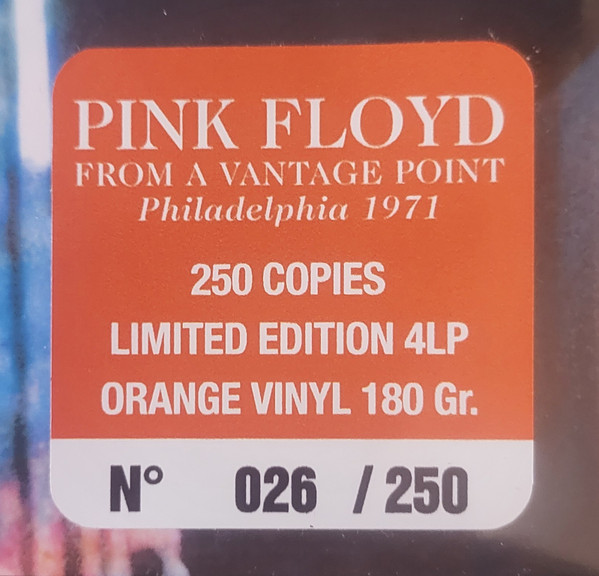 PINK FLOYD
FROM A VANTAGE POINT
Philadelphia 1971
250 COPIES
LIMITED EDITION 4LP
ORANGE VINYL 180 Gr.
N° 026 / 250